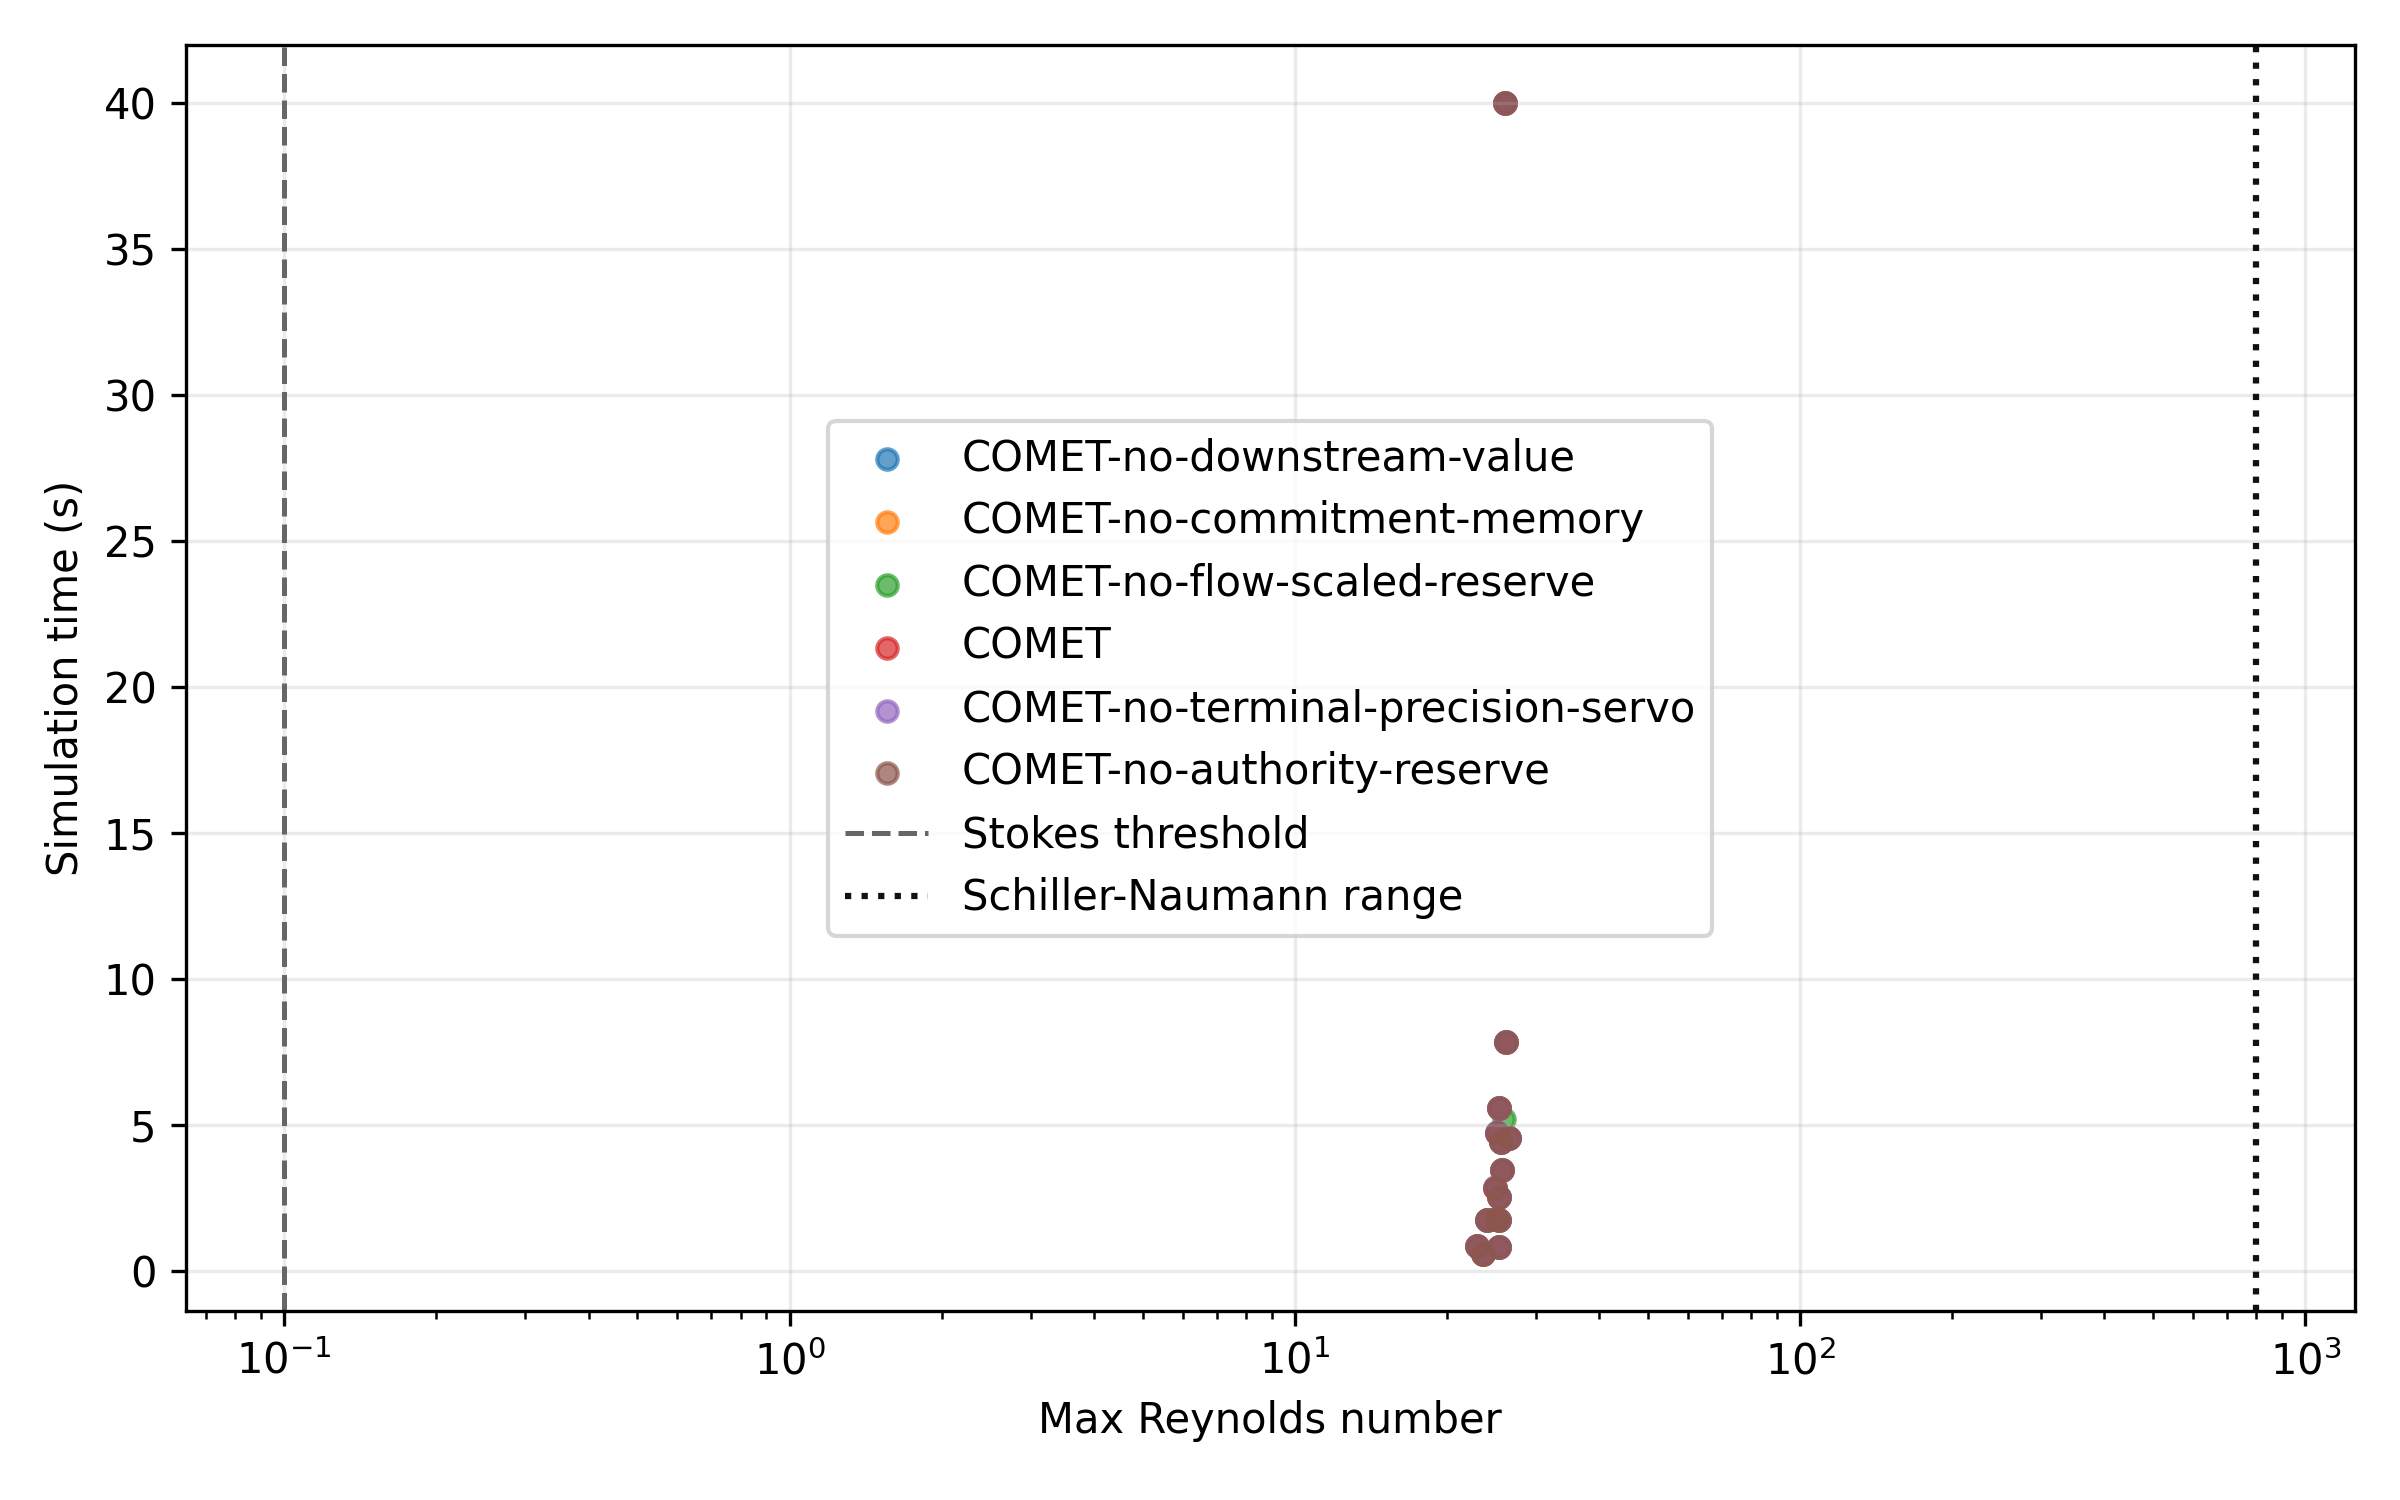 40
35
30
25
20
15
10
5
0
Simulation time (s)
COMET-no-downstream-value
COMET-no-commitment-memory
COMET-no-flow-scaled-reserve
COMET
COMET-no-terminal-precision-servo
COMET-no-authority-reserve
Stokes threshold
Schiller-Naumann range
10⁻¹ 10⁰ 10¹ 10² 10³
Max Reynolds number